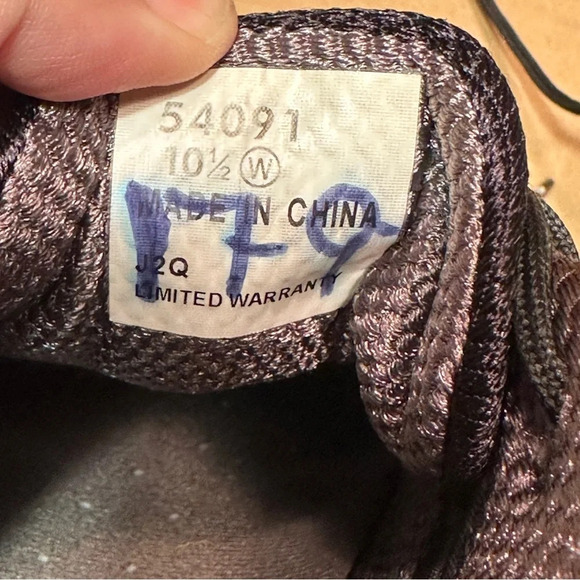 54091
10½ W
MADE IN CHINA
J2Q
LIMITED WARRANTY